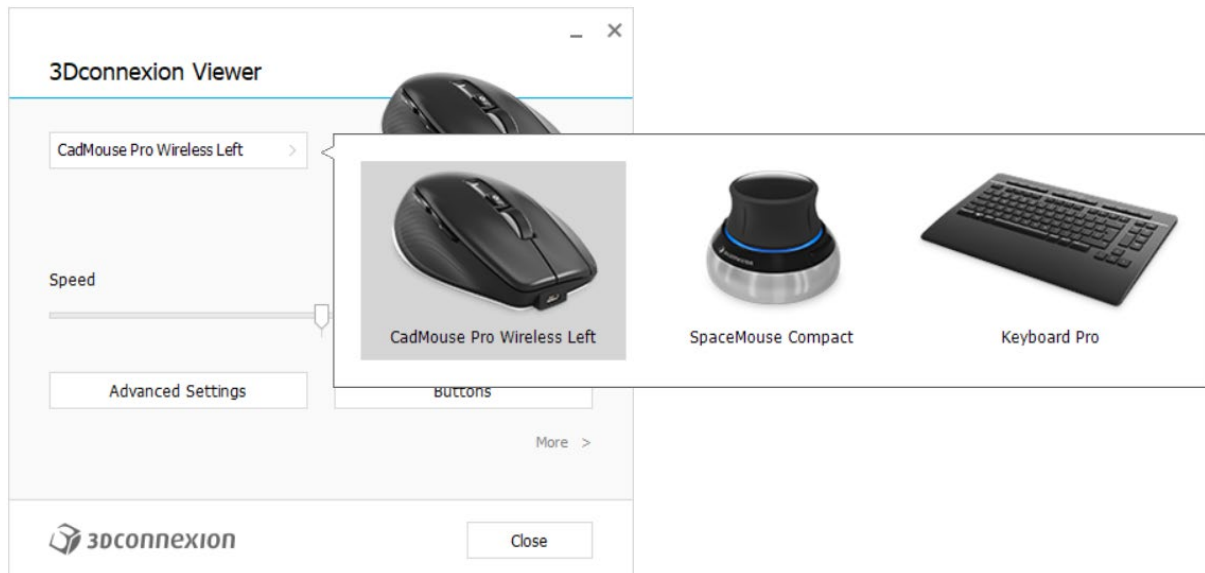 3Dconnexion Viewer
CadMouse Pro Wireless Left >
CadMouse Pro Wireless Left
SpaceMouse Compact
Keyboard Pro
Speed
Advanced Settings
Buttons
More >
3Dconnexion
Close